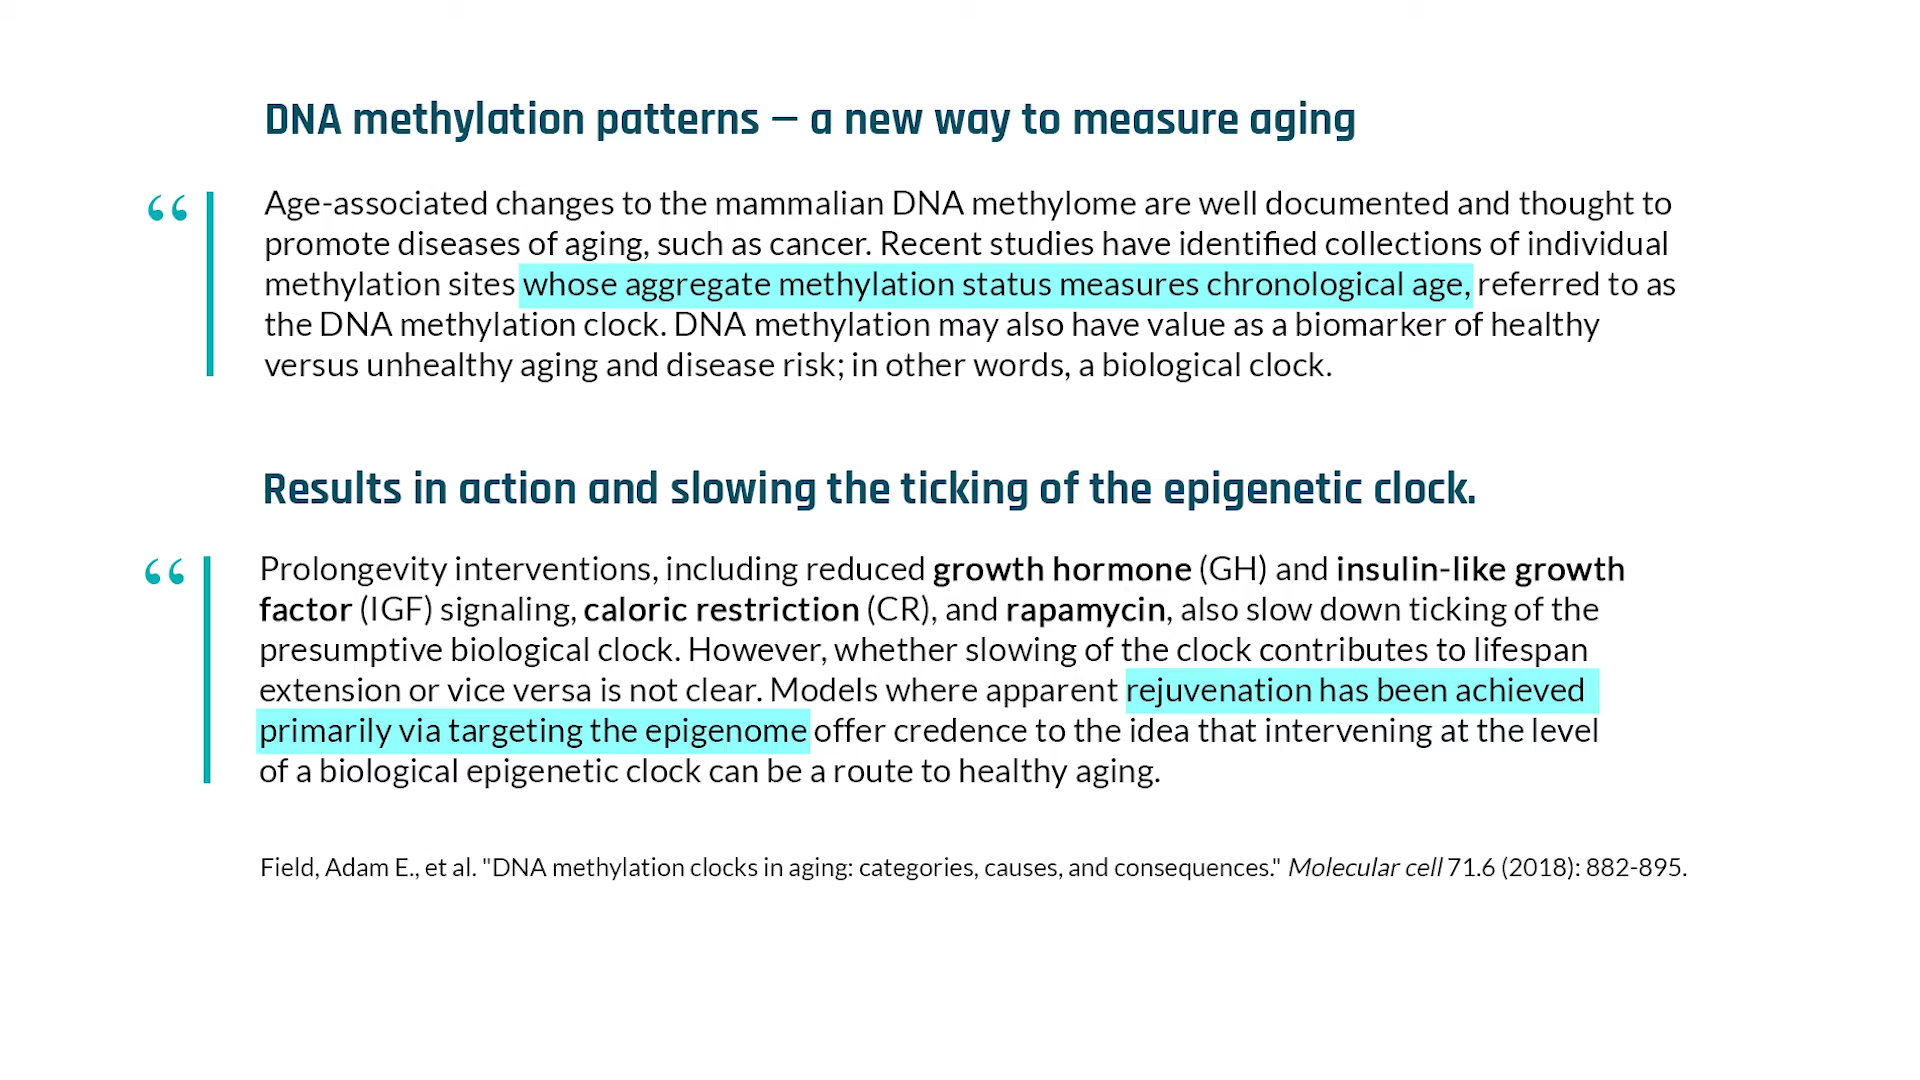 DNA methylation patterns — a new way to measure aging
“ Age-associated changes to the mammalian DNA methylome are well documented and thought to
promote diseases of aging, such as cancer. Recent studies have identified collections of individual
methylation sites whose aggregate methylation status measures chronological age, referred to as
the DNA methylation clock. DNA methylation may also have value as a biomarker of healthy
versus unhealthy aging and disease risk; in other words, a biological clock.
Results in action and slowing the ticking of the epigenetic clock.
“ Prolongevity interventions, including reduced growth hormone (GH) and insulin-like growth
factor (IGF) signaling, caloric restriction (CR), and rapamycin, also slow down ticking of the
presumptive biological clock. However, whether slowing of the clock contributes to lifespan
extension or vice versa is not clear. Models where apparent rejuvenation has been achieved
primarily via targeting the epigenome offer credence to the idea that intervening at the level
of a biological epigenetic clock can be a route to healthy aging.
Field, Adam E., et al. "DNA methylation clocks in aging: categories, causes, and consequences." Molecular cell 71.6 (2018): 882-895.